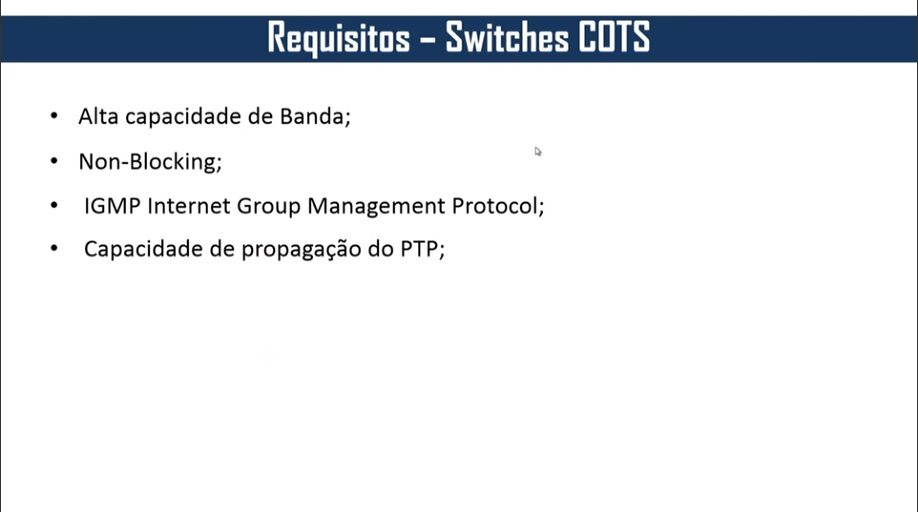 Requisitos – Switches COTS
• Alta capacidade de Banda;
• Non-Blocking;
• IGMP Internet Group Management Protocol;
• Capacidade de propagação do PTP;